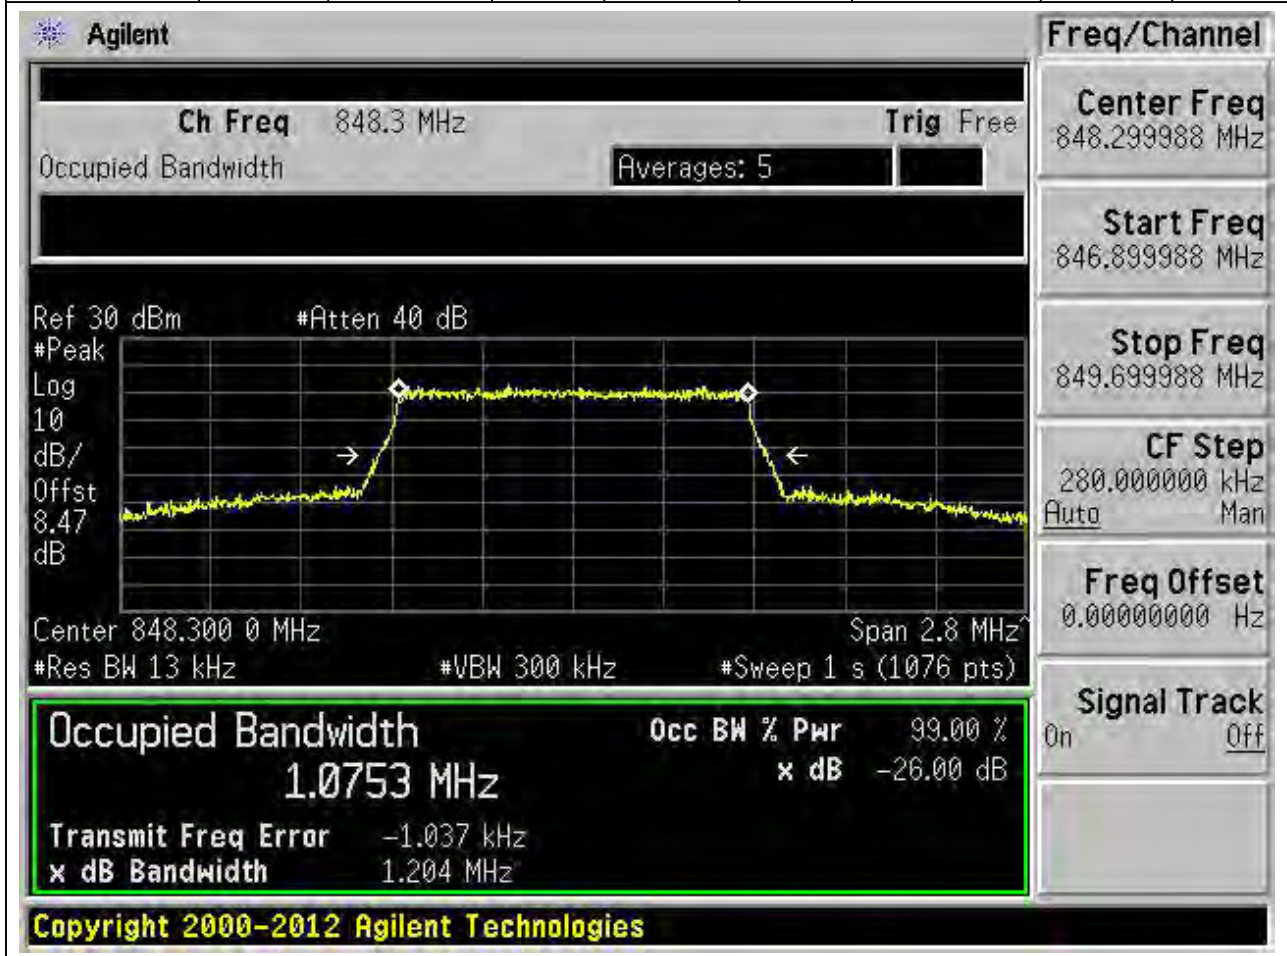 Agilent
Freq/Channel
Ch Freq 848.3 MHz Trig Free
Occupied Bandwidth Averages: 5
Center Freq
848.299988 MHz
Start Freq
846.899988 MHz
Stop Freq
849.699988 MHz
CF Step
280.000000 kHz
Auto Man
Freq Offset
0.00000000 Hz
Signal Track
On Off
Ref 30 dBm #Atten 40 dB
#Peak
Log
10
dB/
Offst
8.47
dB
Center 848.300 0 MHz Span 2.8 MHz^
#Res BW 13 kHz #VBW 300 kHz #Sweep 1 s (1076 pts)
Occupied Bandwidth Occ BW % Pwr 99.00 %
1.0753 MHz x dB -26.00 dB
Transmit Freq Error -1.037 kHz
x dB Bandwidth 1.204 MHz
Copyright 2000-2012 Agilent Technologies